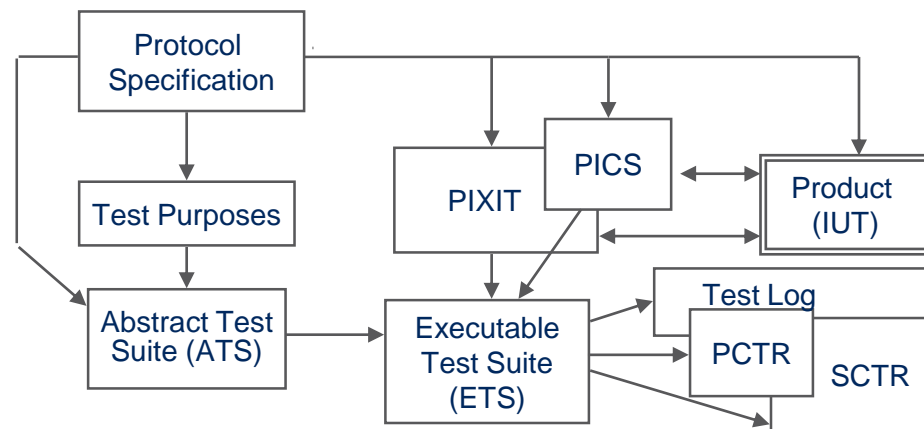 Protocol
Specification
PICS
Product
(IUT)
PIXIT
Test Purposes
Test Log
Abstract Test
Suite (ATS)
Executable
Test Suite
(ETS)
PCTR
SCTR